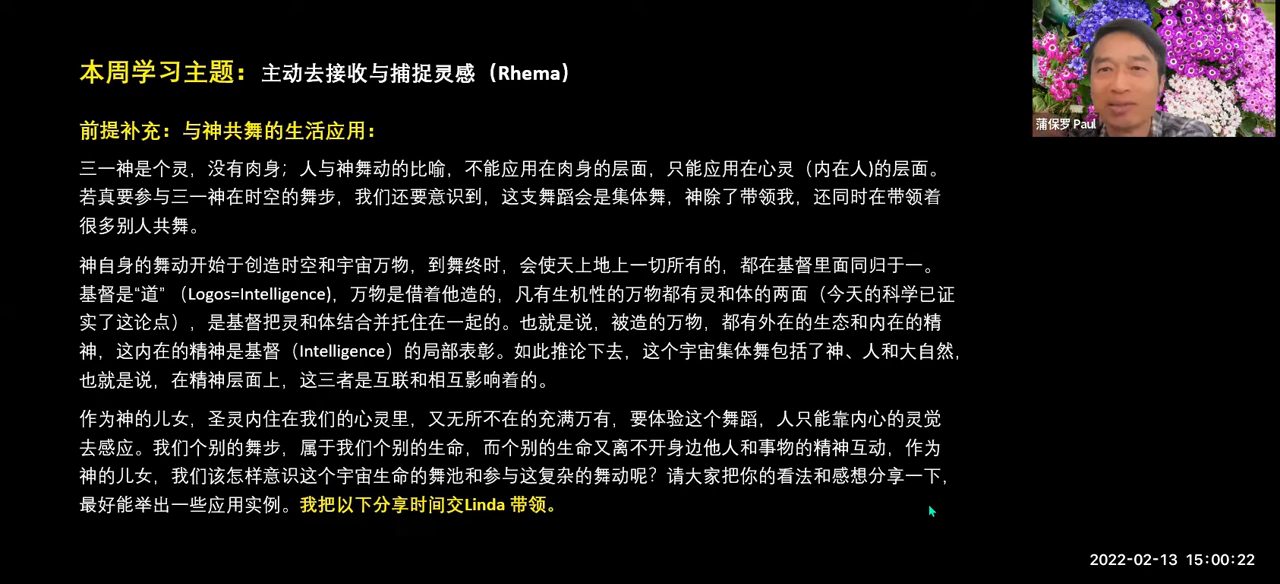 本周学习主题：主动去接收与捕捉灵感（Rhema）
蒲保罗 Paul
前提补充：与神共舞的生活应用：
三一神是个灵，没有肉身；人与神舞动的比喻，不能应用在肉身的层面，只能应用在心灵（内在人)的层面。
若真要参与三一神在时空的舞步，我们还要意识到，这支舞蹈会是集体舞，神除了带领我，还同时在带领着
很多别人共舞。
神自身的舞动开始于创造时空和宇宙万物，到舞终时，会使天上地上一切所有的，都在基督里面同归于一。
基督是“道”（Logos=Intelligence)，万物是借着他造的，凡有生机性的万物都有灵和体的两面（今天的科学已证
实了这论点），是基督把灵和体结合并托住在一起的。也就是说，被造的万物，都有外在的生态和内在的精
神，这内在的精神是基督（Intelligence）的局部表彰。如此推论下去，这个宇宙集体舞包括了神、人和大自然，
也就是说，在精神层面上，这三者是互联和相互影响着的。
作为神的儿女，圣灵内住在我们的心灵里，又无所不在的充满万有，要体验这个舞蹈，人只能靠内心的灵觉
去感应。我们个别的舞步，属于我们个别的生命，而个别的生命又离不开身边他人和事物的精神互动，作为
神的儿女，我们该怎样意识这个宇宙生命的舞池和参与这复杂的舞动呢？请大家把你的看法和感想分享一下，
最好能举出一些应用实例。我把以下分享时间交Linda 带领。
2022-02-13 15:00:22